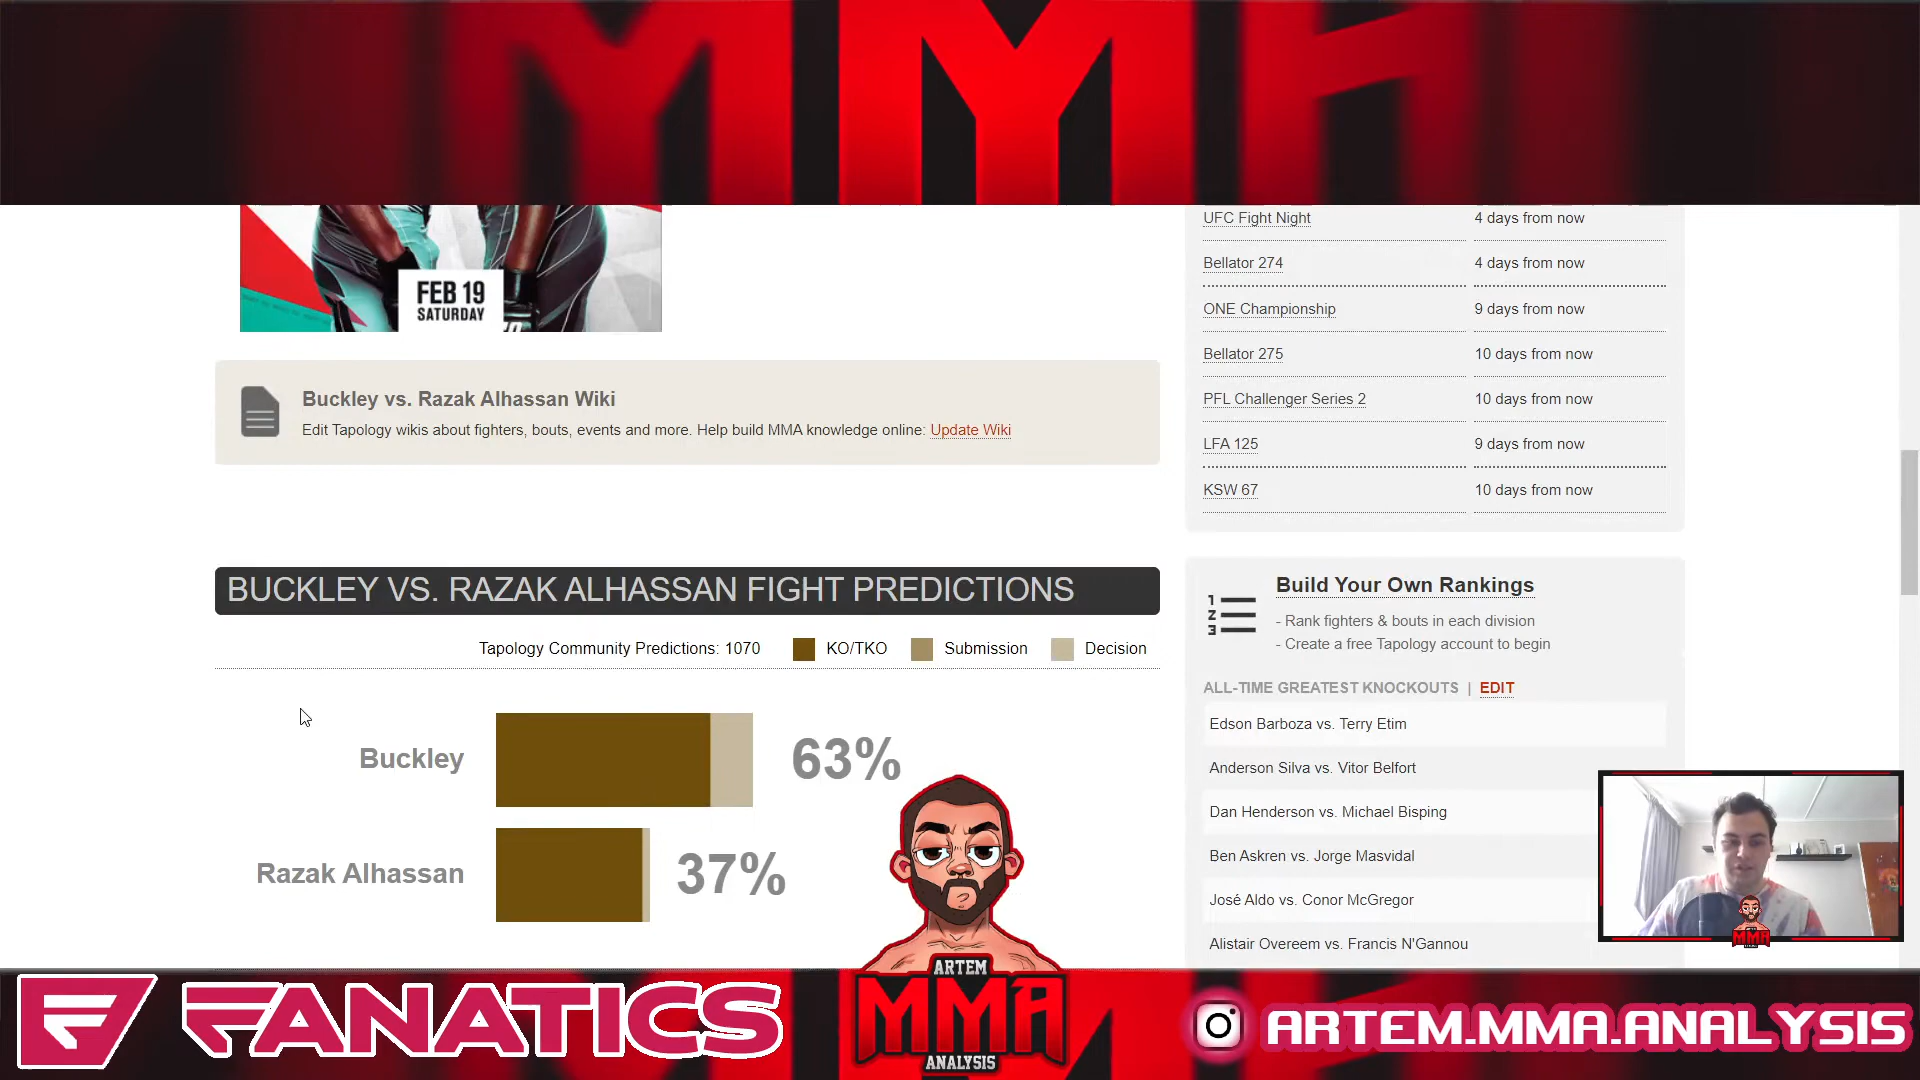 MMA
FEB 19
SATURDAY
Buckley vs. Razak Alhassan Wiki
Edit Tapology wikis about fighters, bouts, events and more. Help build MMA knowledge online: Update Wiki
BUCKLEY VS. RAZAK ALHASSAN FIGHT PREDICTIONS
Tapology Community Predictions: 1070 KO/TKO Submission Decision
Buckley 63%
Razak Alhassan 37%
UFC Fight Night 4 days from now
Bellator 274 4 days from now
ONE Championship 9 days from now
Bellator 275 10 days from now
PFL Challenger Series 2 10 days from now
LFA 125 9 days from now
KSW 67 10 days from now
1
2
3
Build Your Own Rankings
- Rank fighters & bouts in each division
- Create a free Tapology account to begin
ALL-TIME GREATEST KNOCKOUTS | EDIT
Edson Barboza vs. Terry Etim
Anderson Silva vs. Vitor Belfort
Dan Henderson vs. Michael Bisping
Ben Askren vs. Jorge Masvidal
José Aldo vs. Conor McGregor
Alistair Overeem vs. Francis N'Gannou
MMA
FANATICS
ARTEM
MMA
ANALYSIS
ARTEM.MMA.ANALYSIS